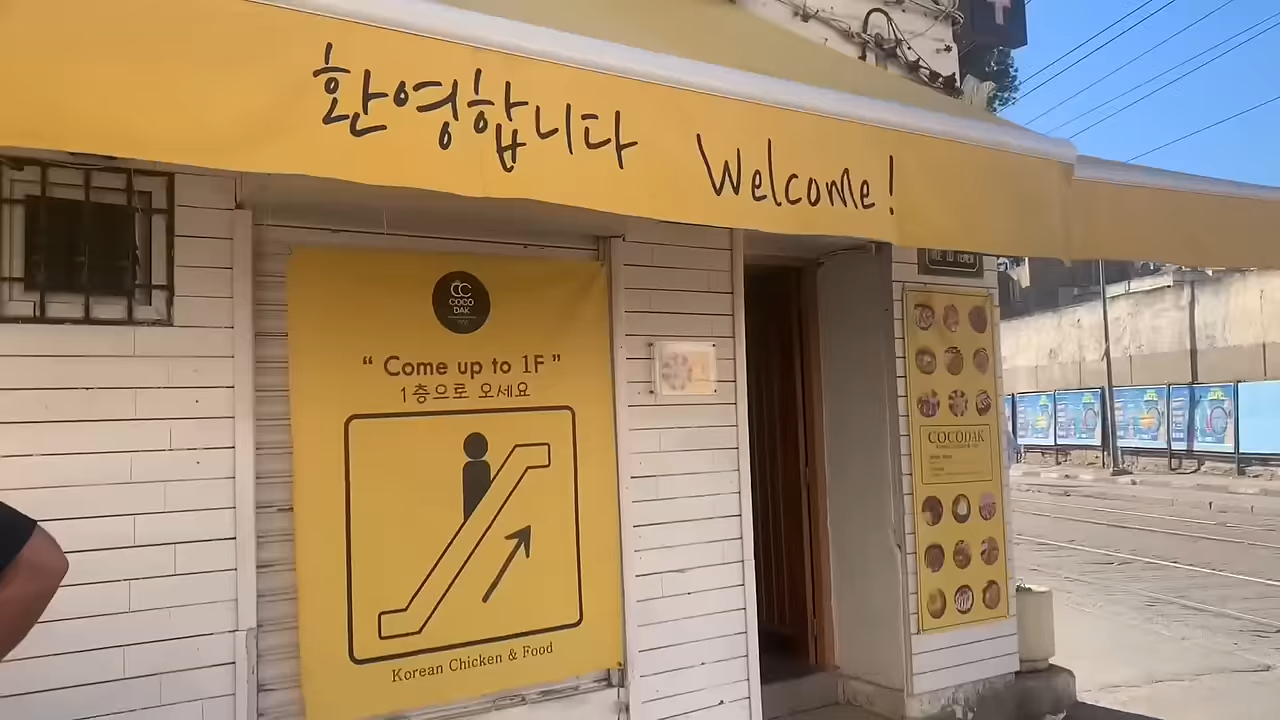 환영합니다 Welcome!
CC
COCO
DAK
“ Come up to 1F ”
1층으로 오세요
Korean Chicken & Food
COCODAK